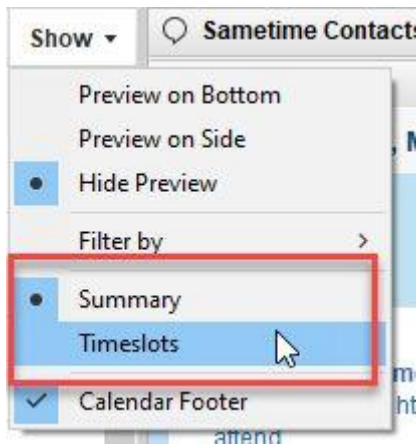 Show
Sametime Contacts
Preview on Bottom
Preview on Side
Hide Preview
Filter by
Summary
Timeslots
Calendar Footer
attend